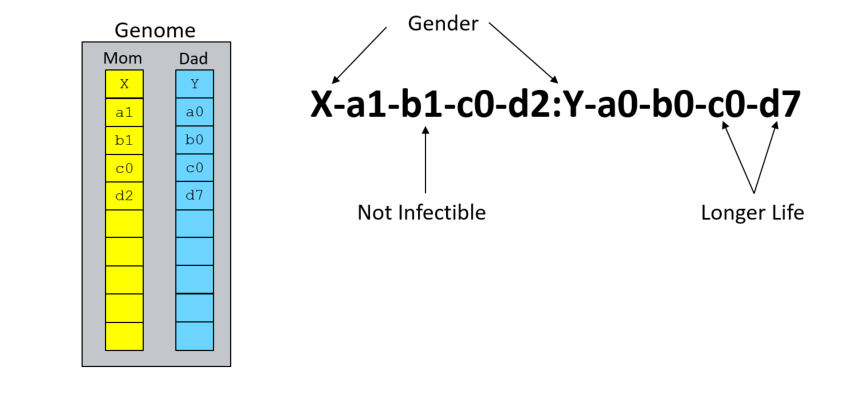 Genome
Mom Dad
X Y
a1 a0
b1 b0
c0 c0
d2 d7
Gender
X-a1-b1-c0-d2:Y-a0-b0-c0-d7
Not Infectible
Longer Life